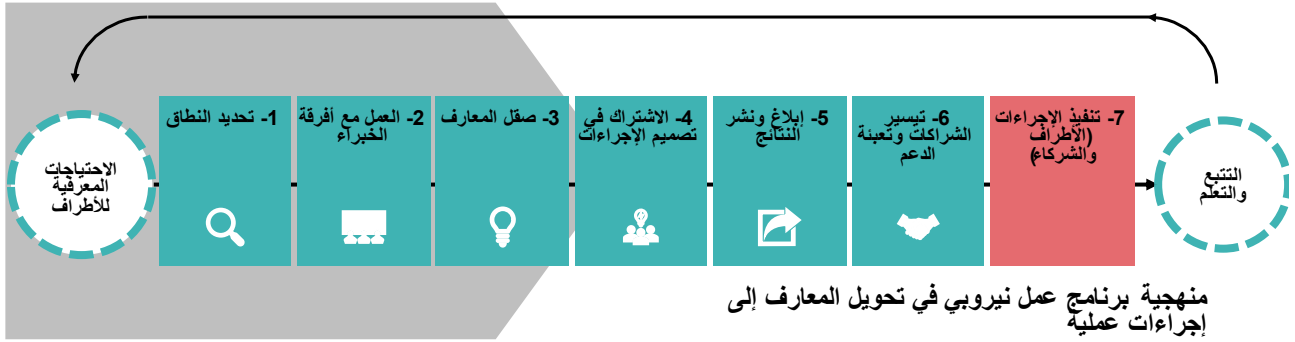 الاحتياجات
المعرفية
للأطراف
1- تحديد النطاق
2- العمل مع أفرقة
الخبراء
3- صقل المعارف
4- الاشتراك في
تصميم الإجراءات
5- إبلاغ ونشر
النتائج
6- تيسير
الشراكات وتعبئة
الدعم
7- تنفيذ الإجراءات
(الأطراف
والشركاء)
التتبع
والتعلم
منهجية برنامج عمل نيروبي في تحويل المعارف إلى
إجراءات عملية